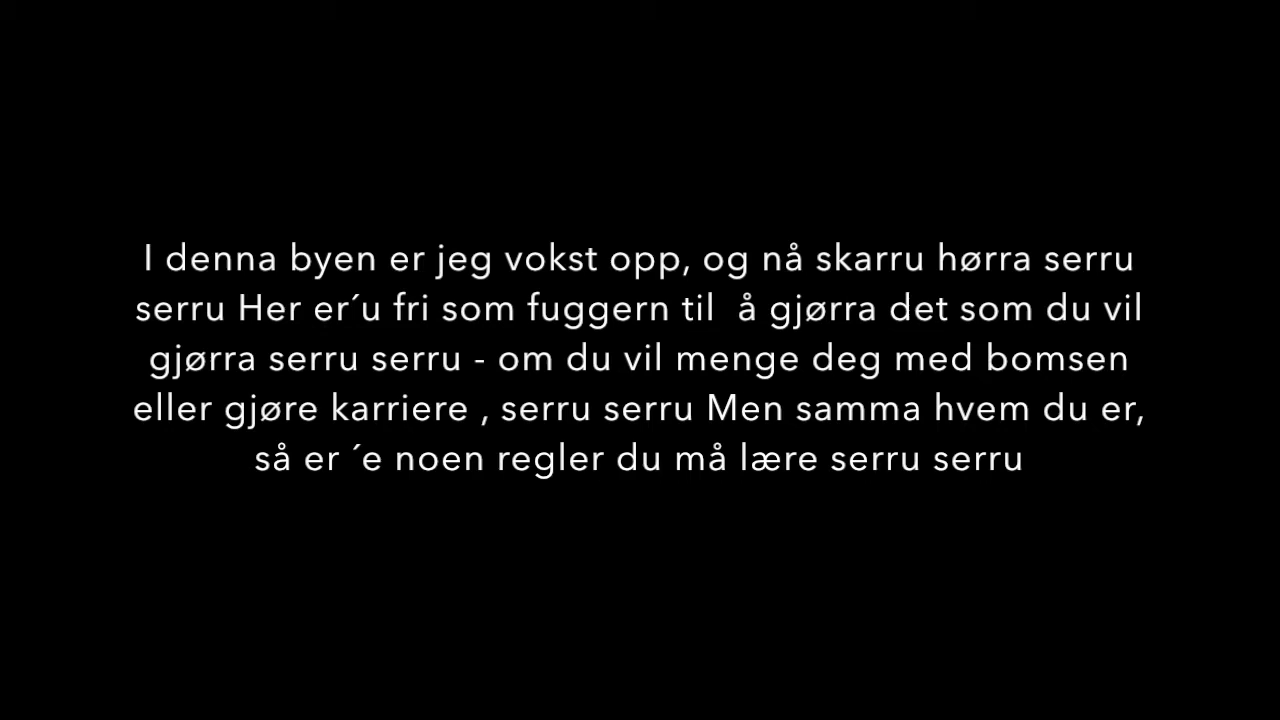 I denna byen er jeg vokst opp, og nå skarru hørra serru
serru Her er´u fri som fuggern til  å gjørra det som du vil
gjørra serru serru - om du vil menge deg med bomsen
eller gjøre karriere , serru serru Men samma hvem du er,
så er ´e noen regler du må lære serru serru